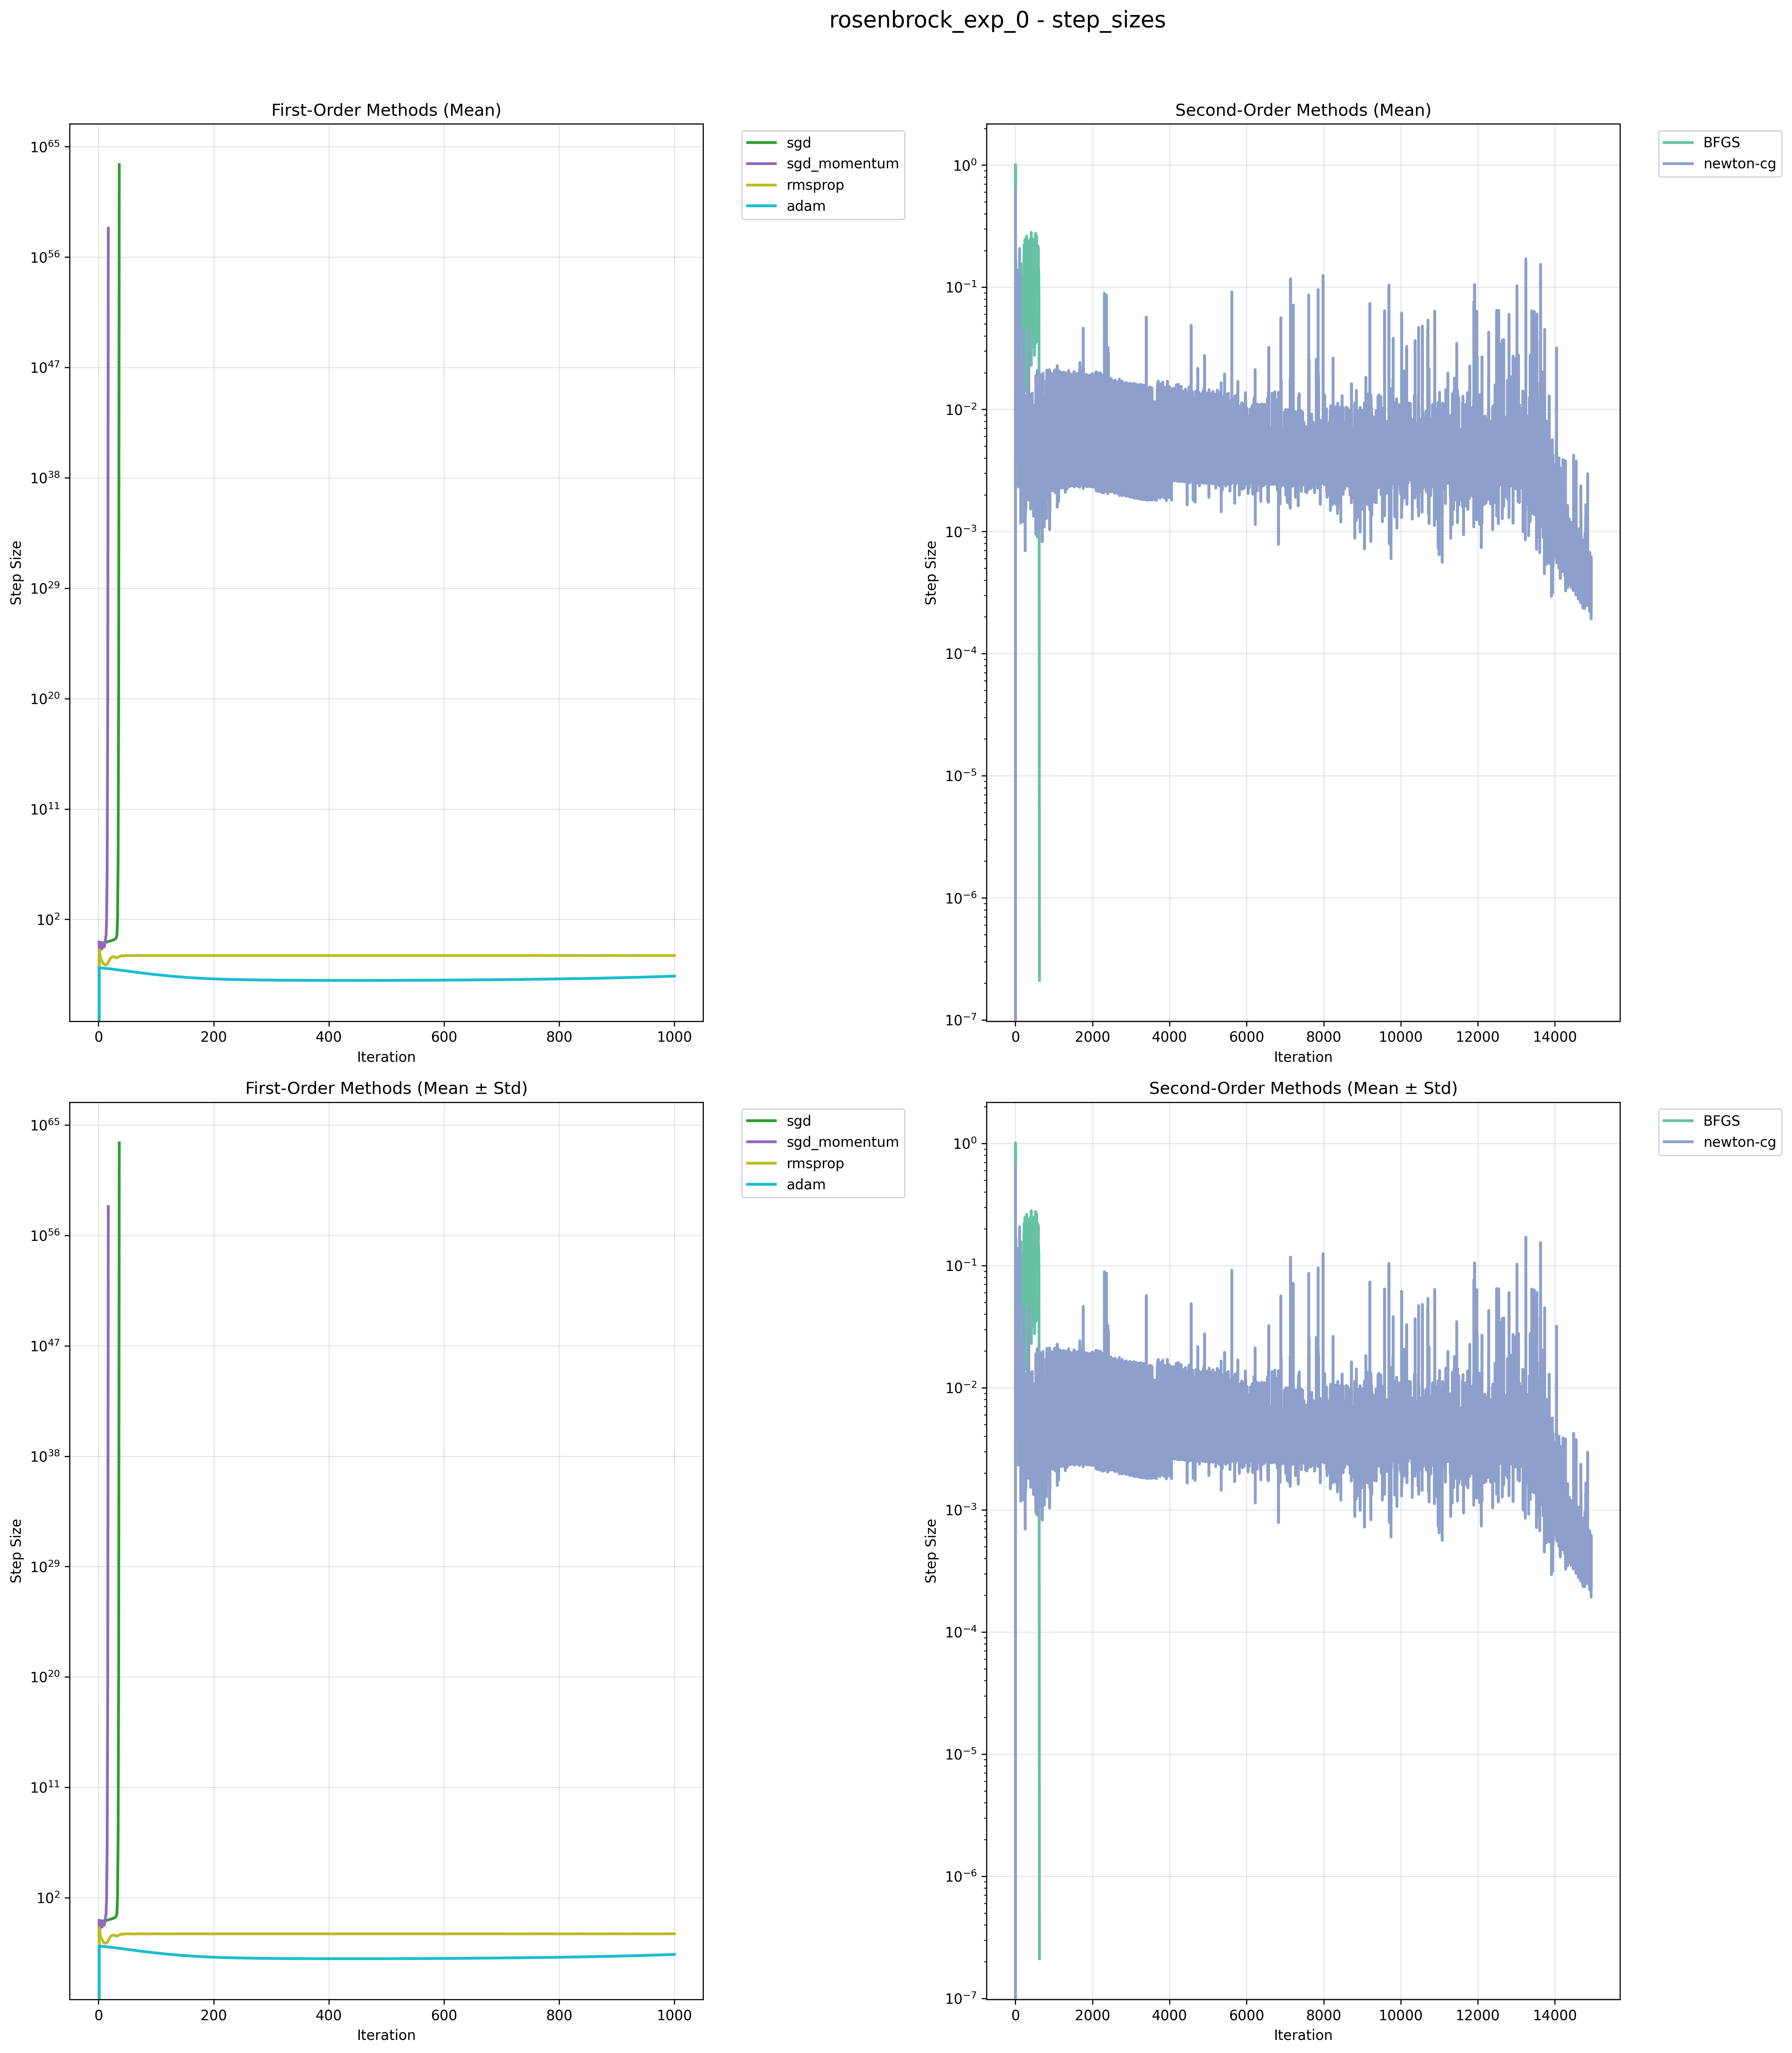 rosenbrock_exp_0 - step_sizes
First-Order Methods (Mean)
10^65
10^56
10^47
10^38
10^29
10^20
10^11
10^2
Step Size
0 200 400 600 800 1000
Iteration
sgd
sgd_momentum
rmsprop
adam
Second-Order Methods (Mean)
10^0
10^−1
10^−2
10^−3
10^−4
10^−5
10^−6
10^−7
Step Size
0 2000 4000 6000 8000 10000 12000 14000
Iteration
BFGS
newton-cg
First-Order Methods (Mean ± Std)
10^65
10^56
10^47
10^38
10^29
10^20
10^11
10^2
Step Size
0 200 400 600 800 1000
Iteration
sgd
sgd_momentum
rmsprop
adam
Second-Order Methods (Mean ± Std)
10^0
10^−1
10^−2
10^−3
10^−4
10^−5
10^−6
10^−7
Step Size
0 2000 4000 6000 8000 10000 12000 14000
Iteration
BFGS
newton-cg